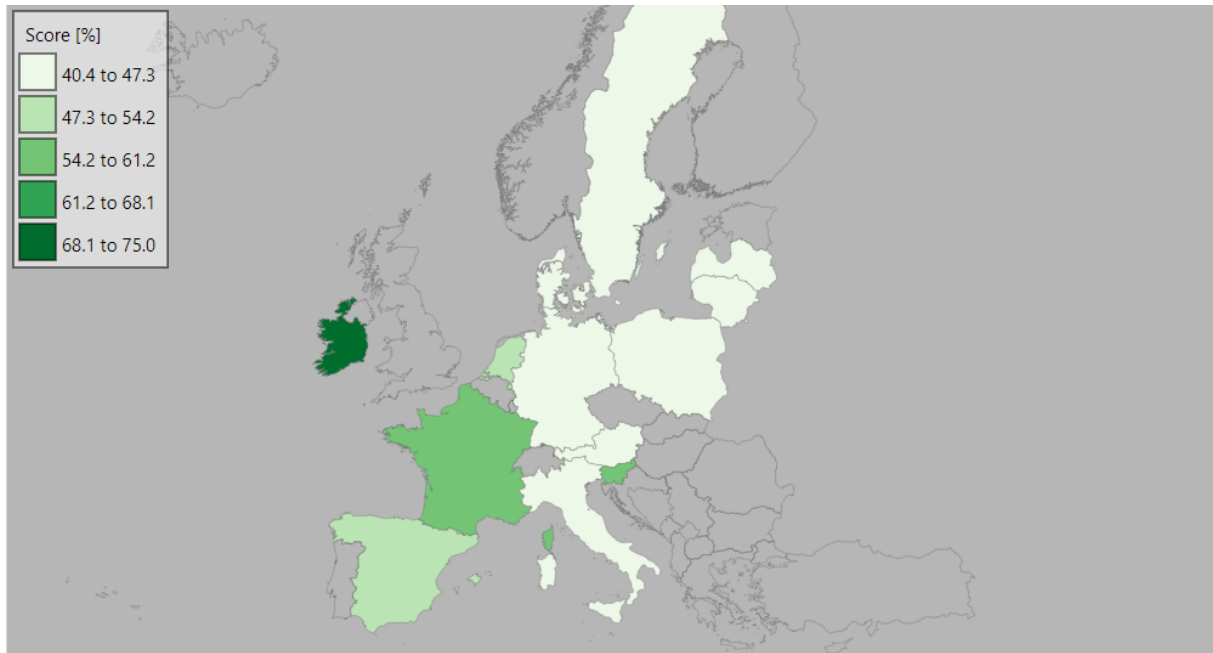 Score [%]
40.4 to 47.3
47.3 to 54.2
54.2 to 61.2
61.2 to 68.1
68.1 to 75.0